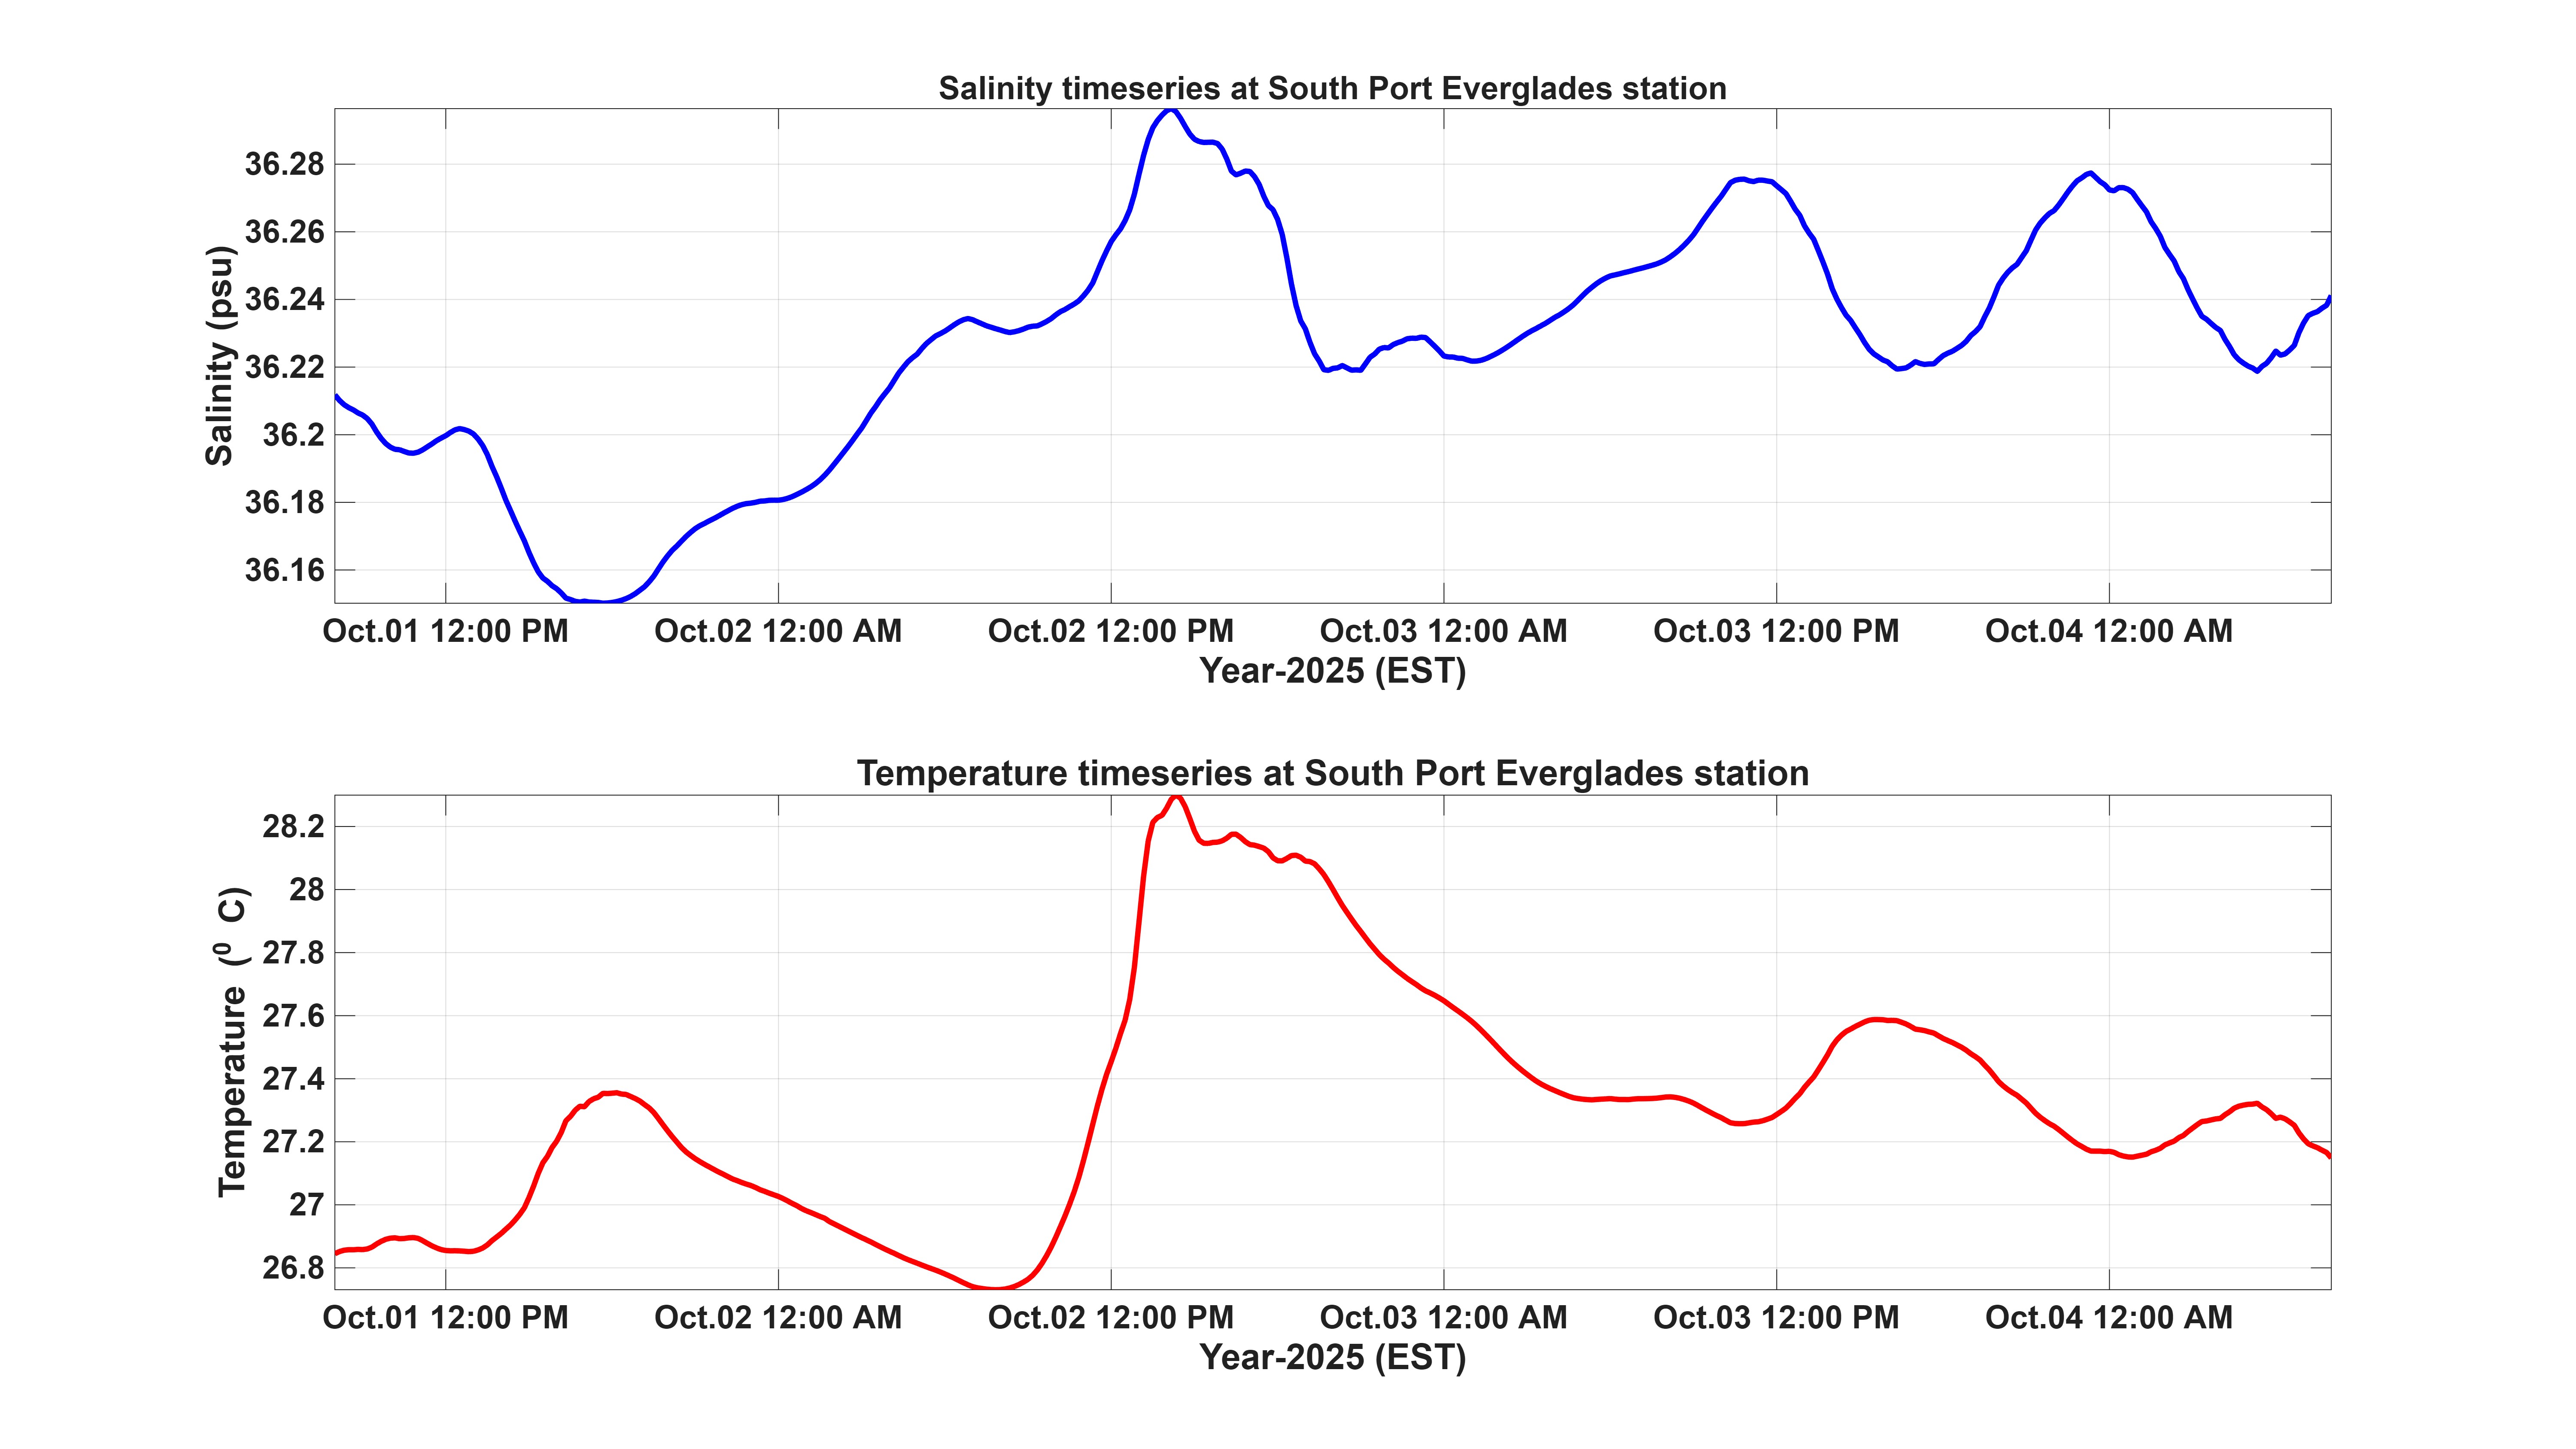 Salinity timeseries at South Port Everglades station
36.28
36.26
36.24
36.22
36.2
36.18
36.16
Salinity (psu)
Oct.01 12:00 PM Oct.02 12:00 AM Oct.02 12:00 PM Oct.03 12:00 AM Oct.03 12:00 PM Oct.04 12:00 AM
Year-2025 (EST)
Temperature timeseries at South Port Everglades station
28.2
28
27.8
27.6
27.4
27.2
27
26.8
Temperature (⁰ C)
Oct.01 12:00 PM Oct.02 12:00 AM Oct.02 12:00 PM Oct.03 12:00 AM Oct.03 12:00 PM Oct.04 12:00 AM
Year-2025 (EST)